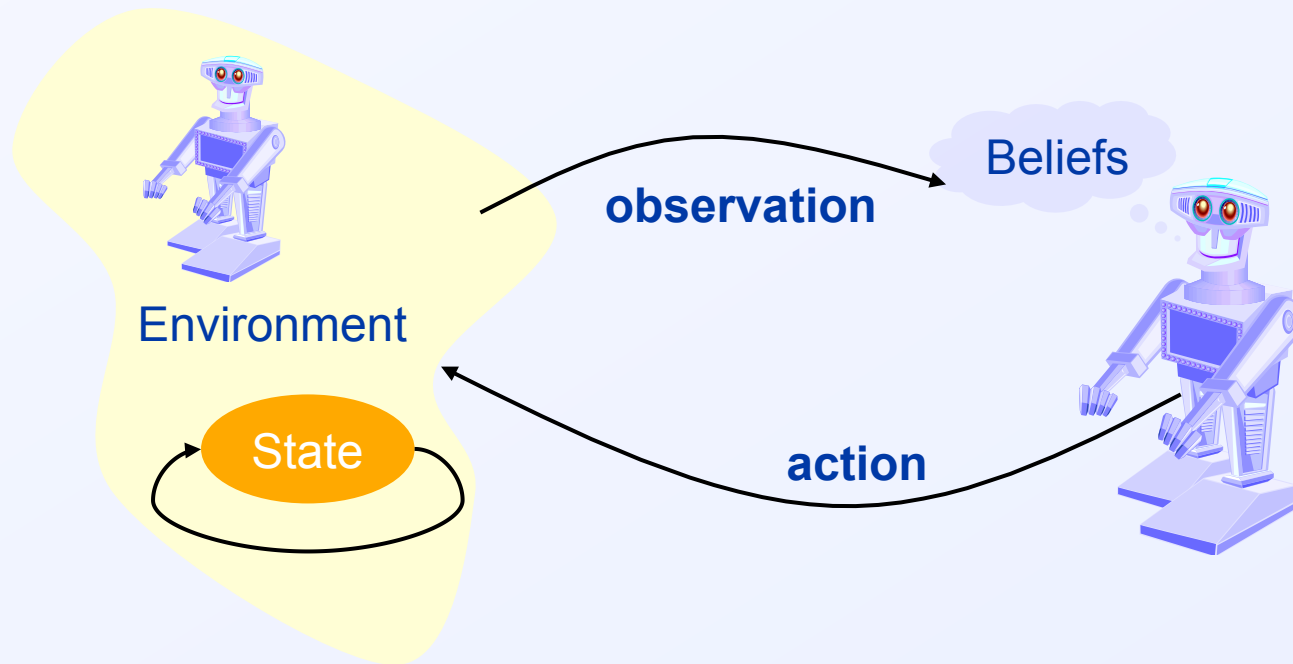 Beliefs
observation
Environment
State
action